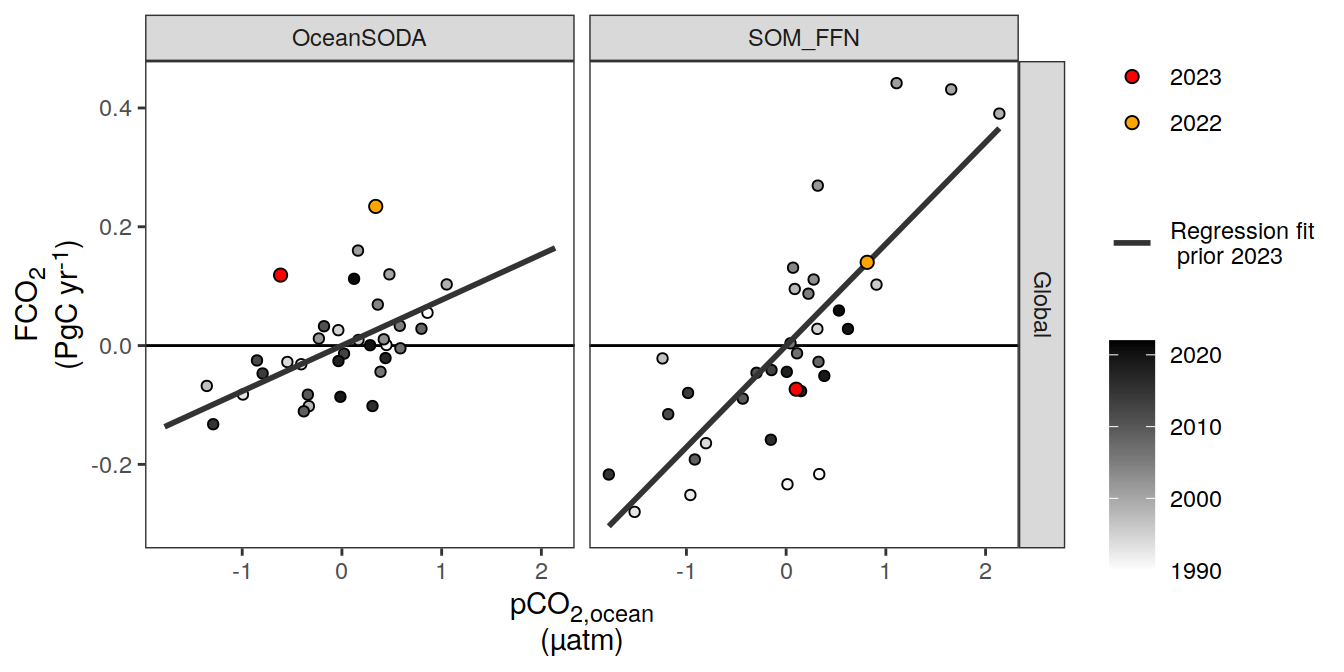 OceanSODA
SOM_FFN
Global
FCO2
(PgC yr-1)
0.4
0.2
0.0
-0.2
-1
0
1
2
-1
0
1
2
pCO2,ocean
(µatm)
2023
2022
Regression fit
prior 2023
2020
2010
2000
1990